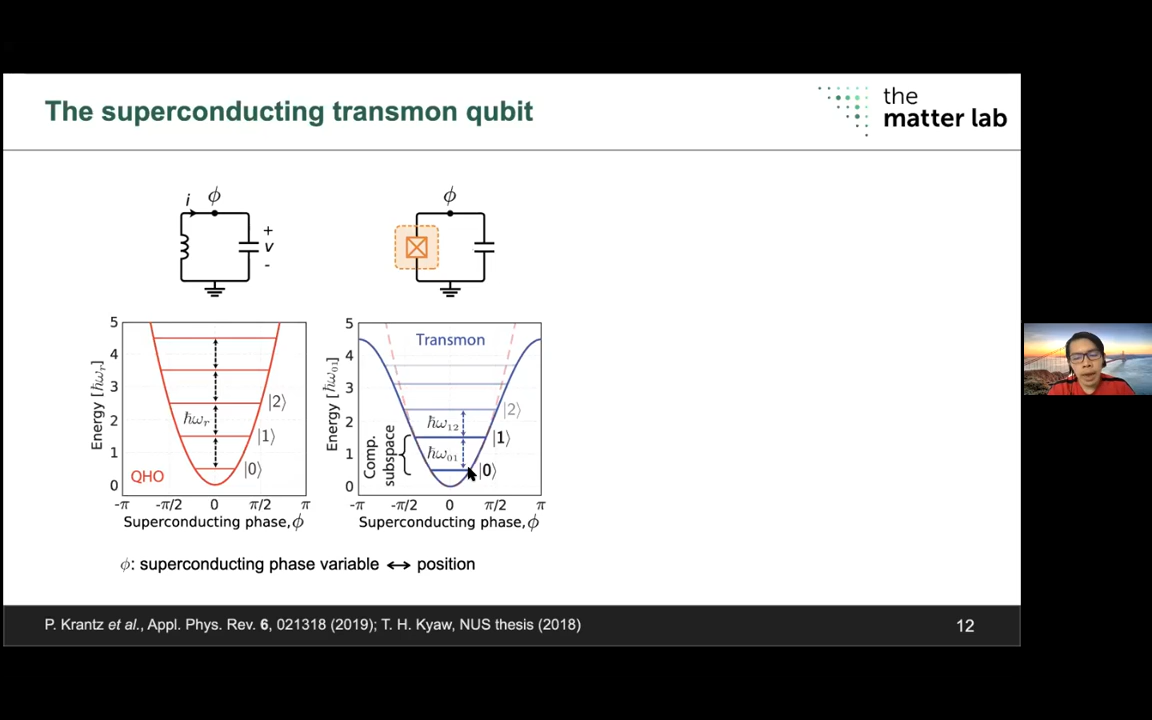 The superconducting transmon qubit
the
matter lab
i ϕ
+
v
-
ϕ
Energy [ℏω_r]
5
4
3
2
1
0
ℏω_r
|2⟩
|1⟩
|0⟩
QHO
-π -π/2 0 π/2 π
Superconducting phase, ϕ
Energy [ℏω₀₁]
5
4
3
2
1
0
Transmon
Comp.
subspace
ℏω₁₂
ℏω₀₁
|2⟩
|1⟩
|0⟩
-π -π/2 0 π/2 π
Superconducting phase, ϕ
ϕ: superconducting phase variable ↔ position
P. Krantz et al., Appl. Phys. Rev. 6, 021318 (2019); T. H. Kyaw, NUS thesis (2018)
12